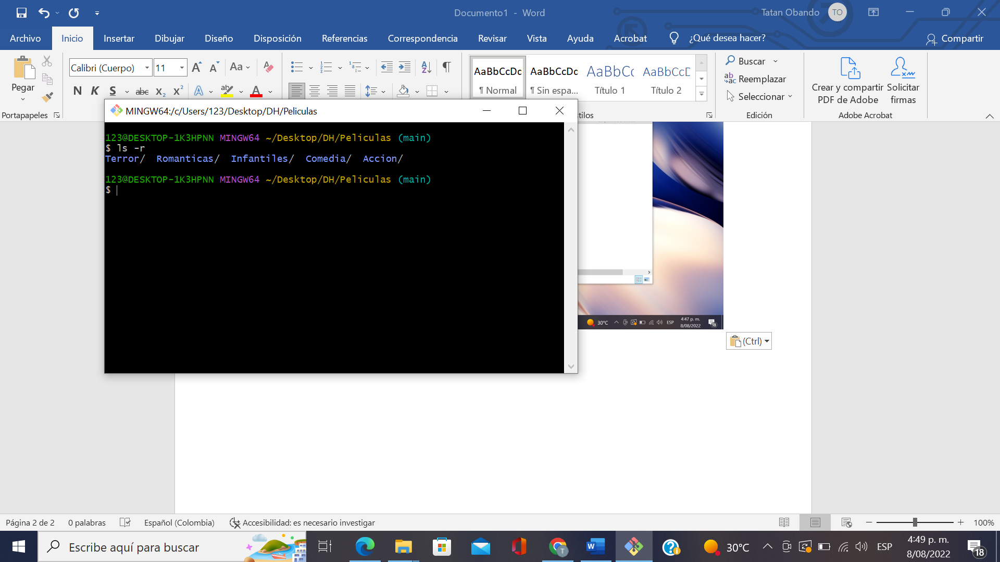 Documento1 - Word
Tatan Obando
TO
Archivo
Inicio
Insertar
Dibujar
Diseño
Disposición
Referencias
Correspondencia
Revisar
Vista
Ayuda
Acrobat
¿Qué desea hacer?
Compartir
Pegar
Portapapeles
Calibri (Cuerpo)
11
N K S abc x₂ x²
AaBbCcDc
¶ Normal
AaBbCcDc
¶ Sin espa...
AaBbCc
Título 1
AaBbCcD
Título 2
tilos
Buscar
Reemplazar
Seleccionar
Edición
Crear y compartir
PDF de Adobe
Solicitar
firmas
Adobe Acrobat
MINGW64:/c/Users/123/Desktop/DH/Peliculas
123@DESKTOP-1K3HPNN MINGW64 ~/Desktop/DH/Peliculas (main)
$ ls -r
Terror/ Romanticas/ Infantiles/ Comedia/ Accion/
123@DESKTOP-1K3HPNN MINGW64 ~/Desktop/DH/Peliculas (main)
$
30°C
ESP
4:47 p. m.
8/08/2022
18
(Ctrl)
Página 2 de 2
0 palabras
Español (Colombia)
Accesibilidad: es necesario investigar
100%
Escribe aquí para buscar
30°C
ESP
4:49 p. m.
8/08/2022
18